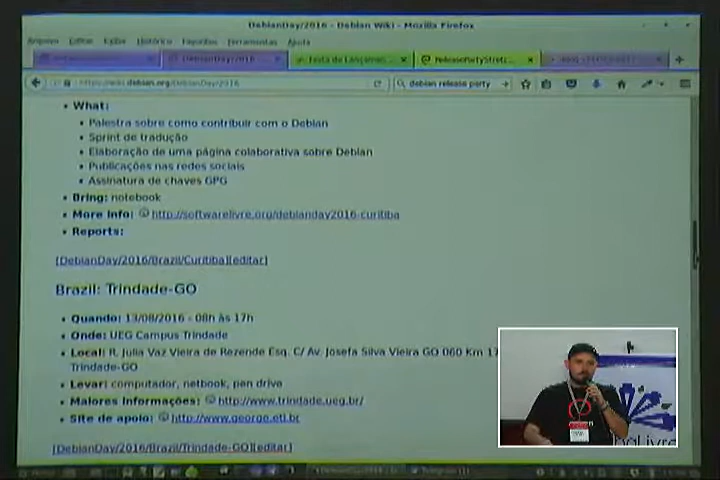 DebianDay/2016 - Debian Wiki - Mozilla Firefox
Arquivo Editar Exibir Histórico Favoritos Ferramentas Ajuda
DebianDay/2016 Festa de Lançamen... ReleasePartyStretc...
https://wiki.debian.org/DebianDay/2016 debian release party
• What:
• Palestra sobre como contribuir com o Debian
• Sprint de tradução
• Elaboração de uma página colaborativa sobre Debian
• Publicações nas redes sociais
• Assinatura de chaves GPG
• Bring: notebook
• More Info: http://softwarelivre.org/debianday2016-curitiba
• Reports:
[DebianDay/2016/Brazil/Curitiba][editar]
Brazil: Trindade-GO
• Quando: 13/08/2016 - 08h às 17h
• Onde: UEG Campus Trindade
• Local: R. Julia Vaz Vieira de Rezende Esq. C/ Av. Josefa Silva Vieira GO 060 Km 17
Trindade-GO
• Levar: computador, netbook, pen drive
• Maiores Informações: http://www.trindade.ueg.br/
• Site de apoio: http://www.george.eti.br
[DebianDay/2016/Brazil/Trindade-GO][editar]